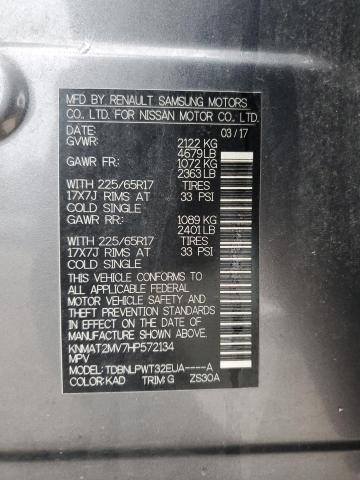 MFD BY RENAULT SAMSUNG MOTORS
CO., LTD. FOR NISSAN MOTOR CO., LTD.
DATE: 03/17
GVWR: 2122 KG
4679 LB
GAWR FR: 1072 KG
2363 LB
WITH 225/65R17 TIRES
17X7J RIMS AT 33 PSI
COLD SINGLE
GAWR RR: 1089 KG
2401 LB
WITH 225/65R17 TIRES
17X7J RIMS AT 33 PSI
COLD SINGLE
THIS VEHICLE CONFORMS TO
ALL APPLICABLE FEDERAL
MOTOR VEHICLE SAFETY,
BUMPER, AND THEFT PREVENTION
STANDARDS IN EFFECT ON THE
DATE OF MANUFACTURE
SHOWN ABOVE.
KNMAT2MV7HP572134
MPV
MODEL: TDBNLPWT32EUA----A
COLOR: KAD TRIM: G ZS30A